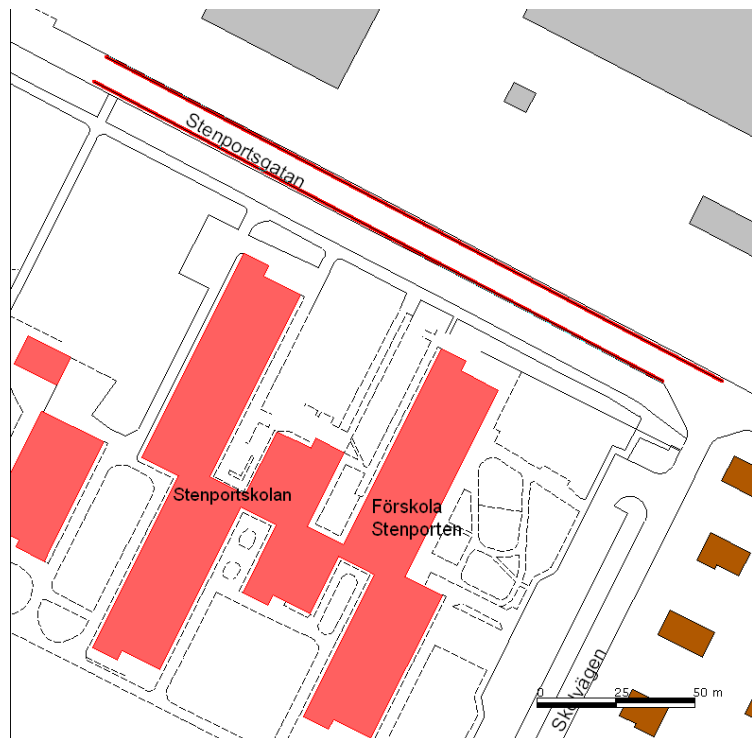 Stenportsgatan
Stenportskolan
Förskola
Stenporten
Skolvägen
0 25 50 m